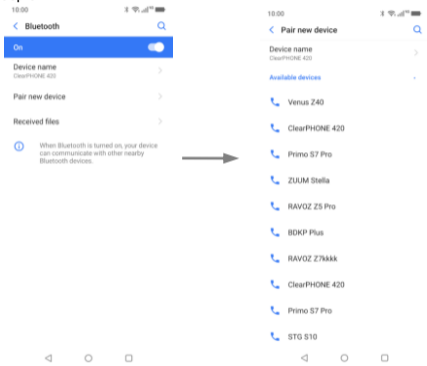 10:00
Bluetooth
On
Device name
ClearPHONE 420
Pair new device
Received files
When Bluetooth is turned on, your device
can communicate with other nearby
Bluetooth devices.
10:00
Pair new device
Device name
ClearPHONE 420
Available devices
Venus Z40
ClearPHONE 420
Primo S7 Pro
ZUUM Stella
RAVOZ Z5 Pro
BDKP Plus
RAVOZ Z7kkkk
ClearPHONE 420
Primo S7 Pro
STG S10